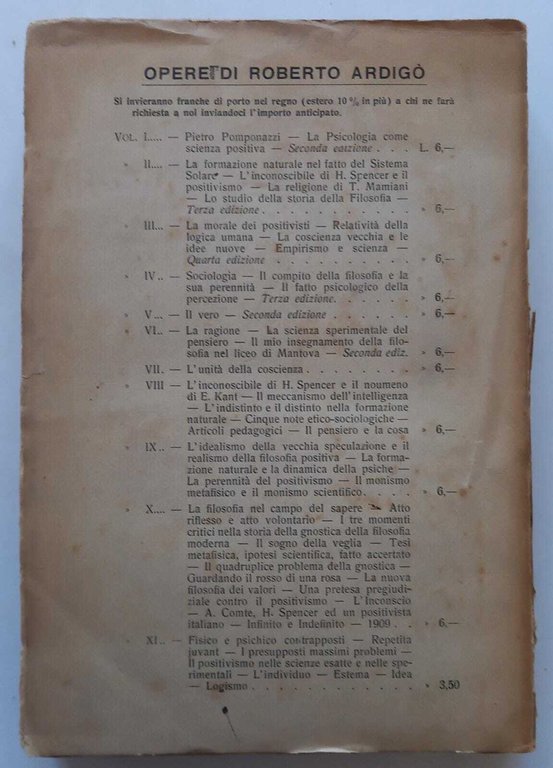 OPERE DI ROBERTO ARDIGÒ
Si invieranno franche di porto nel regno (estero 10 % in più) a chi ne farà
richiesta a noi inviandoci l'importo anticipato.
VOL. I.... — Pietro Pomponazzi — La Psicologia come
scienza positiva — Seconda edizione . . . L. 6,—
» II... — La formazione naturale nel fatto del Sistema
Solare — L'inconoscibile di H. Spencer e il
positivismo — La religione di T. Mamiani
— Lo studio della storia della Filosofia —
Terza edizione . . . . . . . . . . . » 6,—
» III... — La morale dei positivisti — Relatività della
logica umana — La coscienza vecchia e le
idee nuove — Empirismo e scienza —
Quarta edizione . . . . . . . . . . . » 6,—
» IV.. — Sociologia — Il compito della filosofia e la
sua perennità — Il fatto psicologico della
percezione — Terza edizione. . . . . . » 6,—
» V... — Il vero — Seconda edizione . . . . . . » 6,—
» VI.. — La ragione — La scienza sperimentale del
pensiero — Il mio insegnamento della filo-
sofia nel liceo di Mantova — Seconda ediz. » 6,—
» VII. — L'unità della coscienza. . . . . . . . » 6,—
» VIII — L'inconoscibile di H. Spencer e il noumeno
di E. Kant — Il meccanismo dell'intelligenza
— L'indistinto e il distinto nella formazione
naturale — Cinque note etico-sociologiche —
Articoli pedagogici — Il pensiero e la cosa » 6,—
» IX.. — L'idealismo della vecchia speculazione e il
realismo della filosofia positiva — La forma-
zione naturale e la dinamica della psiche —
La perennità del positivismo — Il monismo
metafisico e il monismo scientifico. . . . » 6,—
» X.... — La filosofia nel campo del sapere — Atto
riflesso e atto volontario — I tre momenti
critici nella storia della gnostica della filosofia
moderna — Il sogno della veglia — Tesi
metafisica, ipotesi scientifica, fatto accertato
— Il quadruplice problema della gnostica —
Guardando il rosso di una rosa — La nuova
filosofia dei valori — Una pretesa pregiudi-
ziale contro il positivismo — L'Inconscio
— A. Comte, H. Spencer ed un positivista
italiano — Infinito e Indefinito — 1909 . . » 6,—
» XI.. — Fisico e psichico contrapposti — Repetita
juvant — I presupposti massimi problemi —
Il positivismo nelle scienze esatte e nelle spe-
rimentali — L'individuo — Estema — Idea
— Logismo . . . . . . . . . . . . » 3,50